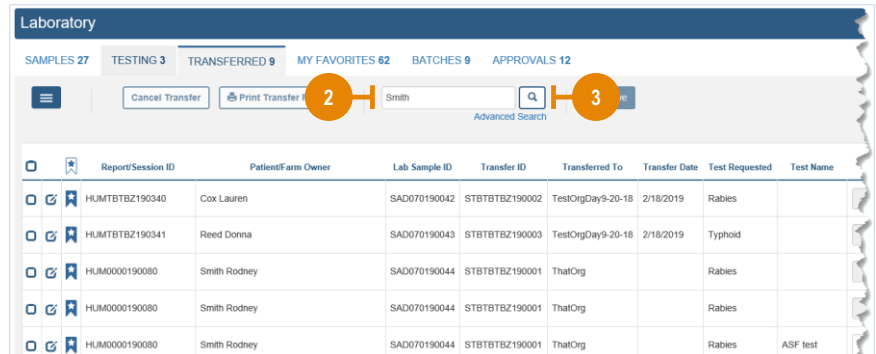 Laboratory
SAMPLES 27 TESTING 3 TRANSFERRED 9 MY FAVORITES 62 BATCHES 9 APPROVALS 12
Cancel Transfer Print Transfer 2 Smith 3
Advanced Search
Report/Session ID Patient/Farm Owner Lab Sample ID Transfer ID Transferred To Transfer Date Test Requested Test Name
HUMTBTBZ190340 Cox Lauren SAD070190042 STBTBTBZ190002 TestOrgDay9-20-18 2/18/2019 Rabies
HUMTBTBZ190341 Reed Donna SAD070190043 STBTBTBZ190003 TestOrgDay9-20-18 2/18/2019 Typhoid
HUM0000190080 Smith Rodney SAD070190044 STBTBTBZ190001 ThatOrg Rabies
HUM0000190080 Smith Rodney SAD070190044 STBTBTBZ190001 ThatOrg Rabies
HUM0000190080 Smith Rodney SAD070190044 STBTBTBZ190001 ThatOrg Rabies ASF test